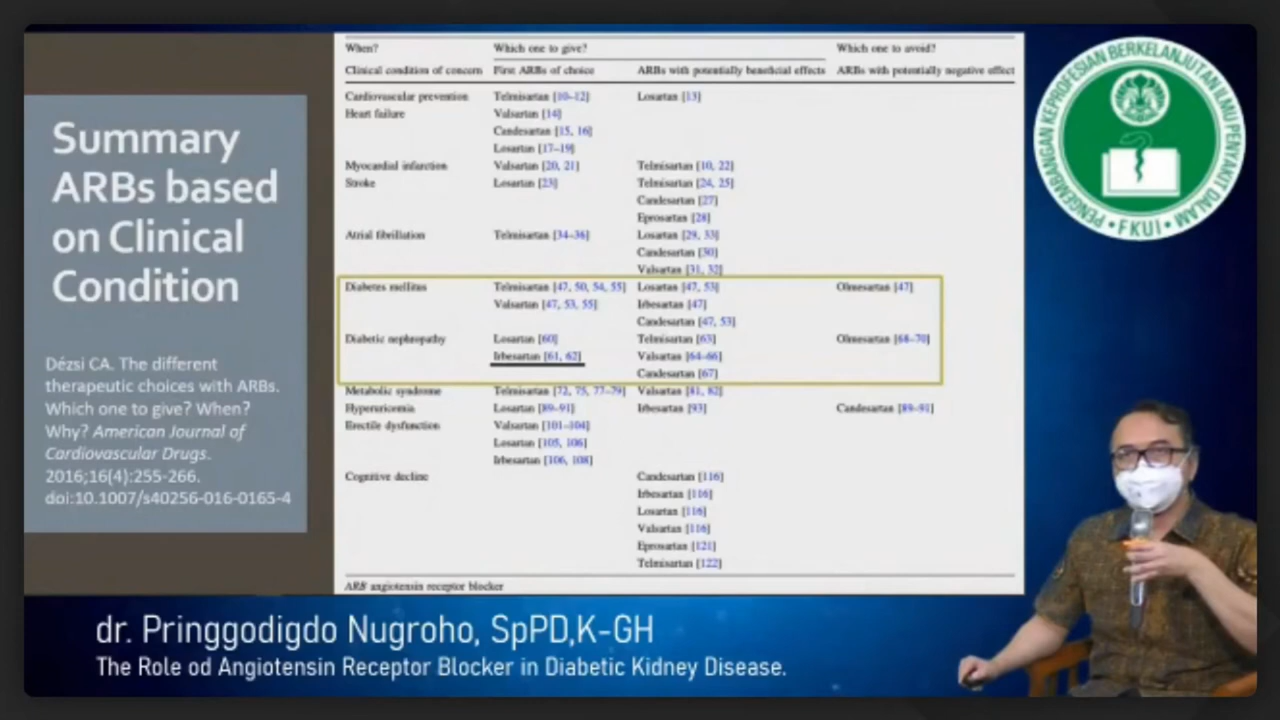 Summary
ARBs based
on Clinical
Condition
Dézsi CA. The different
therapeutic choices with ARBs.
Which one to give? When?
Why? American Journal of
Cardiovascular Drugs.
2016;16(4):255-266.
doi:10.1007/s40256-016-0165-4
When? Which one to give? Which one to avoid?
Clinical condition of concern First ARBs of choice ARBs with potentially beneficial effects ARBs with potentially negative effect
Cardiovascular prevention Telmisartan [10–12] Losartan [13]
Heart failure Valsartan [14]
Candesartan [15, 16]
Losartan [17–19]
Myocardial infarction Valsartan [20, 21] Telmisartan [10, 22]
Stroke Losartan [23] Telmisartan [24, 25]
Candesartan [27]
Eprosartan [28]
Atrial fibrillation Telmisartan [34–36] Losartan [29, 33]
Candesartan [30]
Valsartan [31, 32]
Diabetes mellitus Telmisartan [47, 50, 54, 55] Losartan [47, 53] Olmesartan [47]
Valsartan [47, 53, 55] Irbesartan [47]
Candesartan [47, 53]
Diabetic nephropathy Losartan [60] Telmisartan [63] Olmesartan [68–70]
Irbesartan [61, 62] Valsartan [64–66]
Candesartan [67]
Metabolic syndrome Telmisartan [72, 75, 77–79] Valsartan [81, 82]
Hyperuricemia Losartan [89–91] Irbesartan [93] Candesartan [89–91]
Erectile dysfunction Valsartan [101–104]
Losartan [105, 106]
Irbesartan [106, 108]
Cognitive decline Candesartan [116]
Irbesartan [116]
Losartan [116]
Valsartan [116]
Eprosartan [121]
Telmisartan [122]
ARB angiotensin receptor blocker
PENGEMBANGAN KEPROFESIAN BERKELANJUTAN ILMU PENYAKIT DALAM
• FKUI •
dr. Pringgodigdo Nugroho, SpPD,K-GH
The Role od Angiotensin Receptor Blocker in Diabetic Kidney Disease.